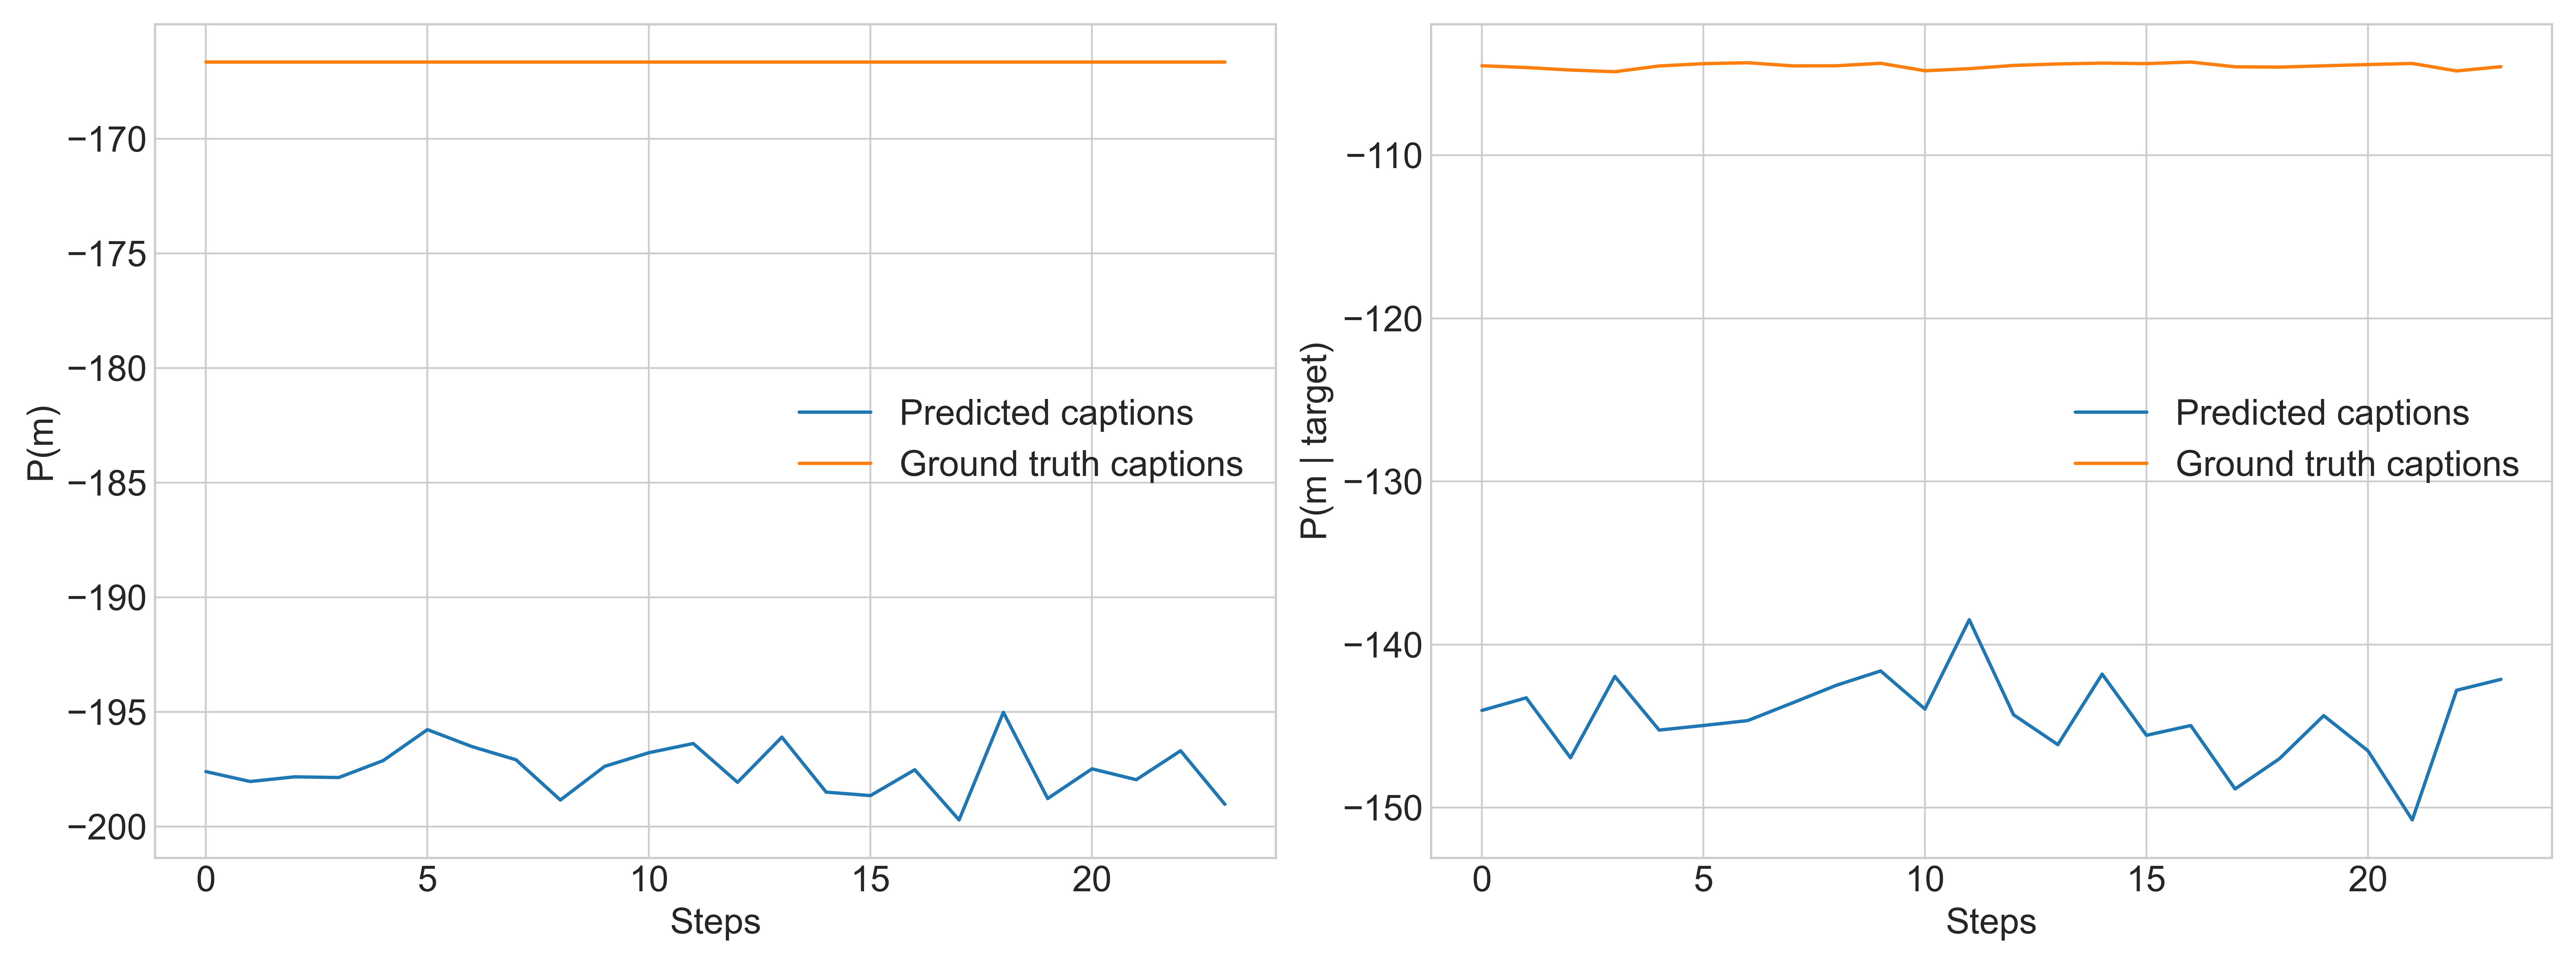 P(m)
−170
−175
−180
−185
−190
−195
−200
0 5 10 15 20
Steps
Predicted captions
Ground truth captions
P(m | target)
−110
−120
−130
−140
−150
0 5 10 15 20
Steps
Predicted captions
Ground truth captions